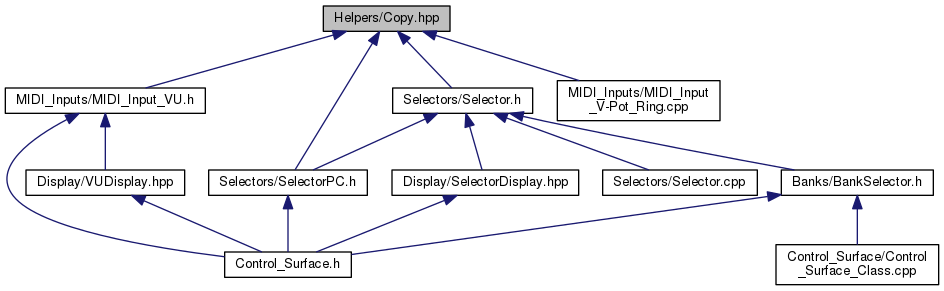 Helpers/Copy.hpp
MIDI_Inputs/MIDI_Input_VU.h
Selectors/Selector.h
MIDI_Inputs/MIDI_Input
_V-Pot_Ring.cpp
Display/VUDisplay.hpp
Selectors/SelectorPC.h
Display/SelectorDisplay.hpp
Selectors/Selector.cpp
Banks/BankSelector.h
Control_Surface.h
Control_Surface/Control
_Surface_Class.cpp